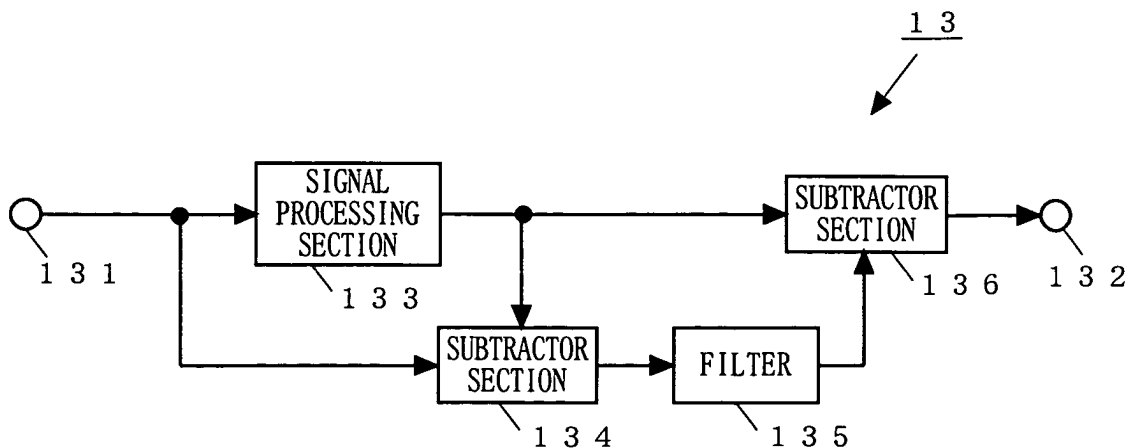 13
SIGNAL
PROCESSING
SECTION
SUBTRACTOR
SECTION
131
133
136
132
SUBTRACTOR
SECTION
FILTER
134
135